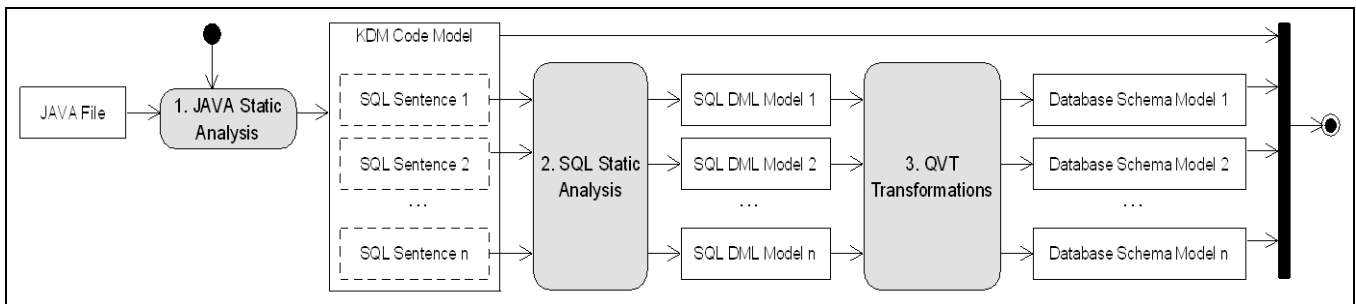 JAVA File
1. JAVA Static
Analysis
KDM Code Model
SQL Sentence 1
SQL Sentence 2
...
SQL Sentence n
2. SQL Static
Analysis
SQL DML Model 1
SQL DML Model 2
...
SQL DML Model n
3. QVT
Transformations
Database Schema Model 1
Database Schema Model 2
...
Database Schema Model n